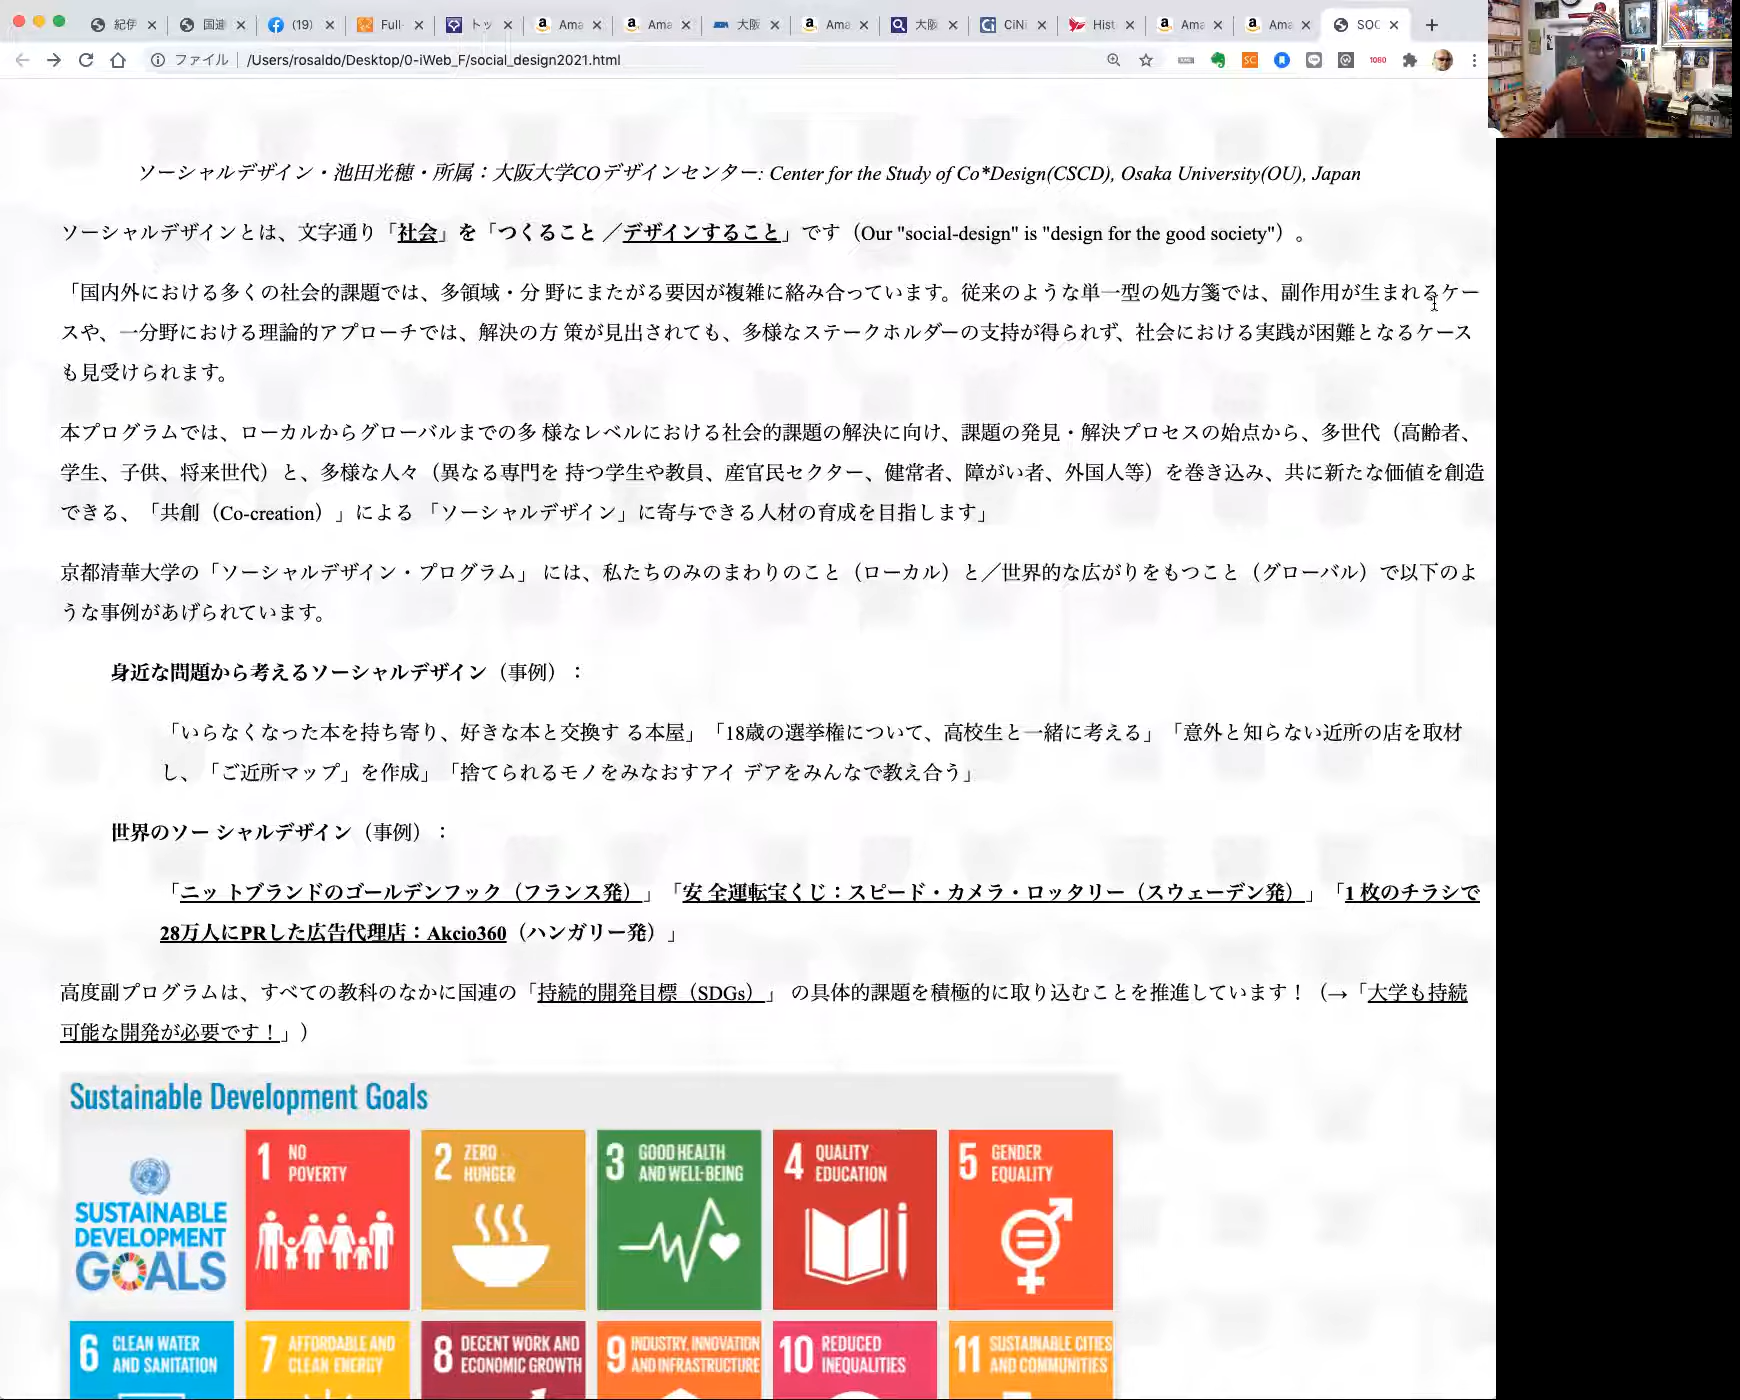 紀伊
国連
(19)
Full
トッ
Ama
Ama
大阪
Ama
大阪
CiNi
Hist
Ama
Ama
SOC
ファイル
/Users/rosaldo/Desktop/0-iWeb_F/social_design2021.html
SC
1080
ソーシャルデザイン・池田光穂・所属：大阪大学COデザインセンター: Center for the Study of Co*Design(CSCD), Osaka University(OU), Japan
ソーシャルデザインとは、文字通り「社会」を「つくること ／デザインすること」です（Our "social-design" is "design for the good society"）。
「国内外における多くの社会的課題では、多領域・分 野にまたがる要因が複雑に絡み合っています。従来のような単一型の処方箋では、副作用が生まれるケー
スや、一分野における理論的アプローチでは、解決の方 策が見出されても、多様なステークホルダーの支持が得られず、社会における実践が困難となるケース
も見受けられます。
本プログラムでは、ローカルからグローバルまでの多 様なレベルにおける社会的課題の解決に向け、課題の発見・解決プロセスの始点から、多世代（高齢者、
学生、子供、将来世代）と、多様な人々（異なる専門を 持つ学生や教員、産官民セクター、健常者、障がい者、外国人等）を巻き込み、共に新たな価値を創造
できる、「共創（Co-creation）」による 「ソーシャルデザイン」に寄与できる人材の育成を目指します」
京都清華大学の「ソーシャルデザイン・プログラム」 には、私たちのみのまわりのこと（ローカル）と／世界的な広がりをもつこと（グローバル）で以下のよ
うな事例があげられています。
身近な問題から考えるソーシャルデザイン（事例）：
「いらなくなった本を持ち寄り、好きな本と交換す る本屋」「18歳の選挙権について、高校生と一緒に考える」「意外と知らない近所の店を取材
し、「ご近所マップ」を作成」「捨てられるモノをみなおすアイ デアをみんなで教え合う」
世界のソー シャルデザイン（事例）：
「ニッ トブランドのゴールデンフック（フランス発）」「安 全運転宝くじ：スピード・カメラ・ロッタリー（スウェーデン発）」「1 枚のチラシで
28万人にPRした広告代理店：Akcio360（ハンガリー発）」
高度副プログラムは、すべての教科のなかに国連の「持続的開発目標（SDGs）」 の具体的課題を積極的に取り込むことを推進しています！（→「大学も持続
可能な開発が必要です！」）
Sustainable Development Goals
SUSTAINABLE
DEVELOPMENT
GOALS
1 NO
POVERTY
2 ZERO
HUNGER
3 GOOD HEALTH
AND WELL-BEING
4 QUALITY
EDUCATION
5 GENDER
EQUALITY
6 CLEAN WATER
AND SANITATION
7 AFFORDABLE AND
CLEAN ENERGY
8 DECENT WORK AND
ECONOMIC GROWTH
9 INDUSTRY, INNOVATION
AND INFRASTRUCTURE
10 REDUCED
INEQUALITIES
11 SUSTAINABLE CITIES
AND COMMUNITIES